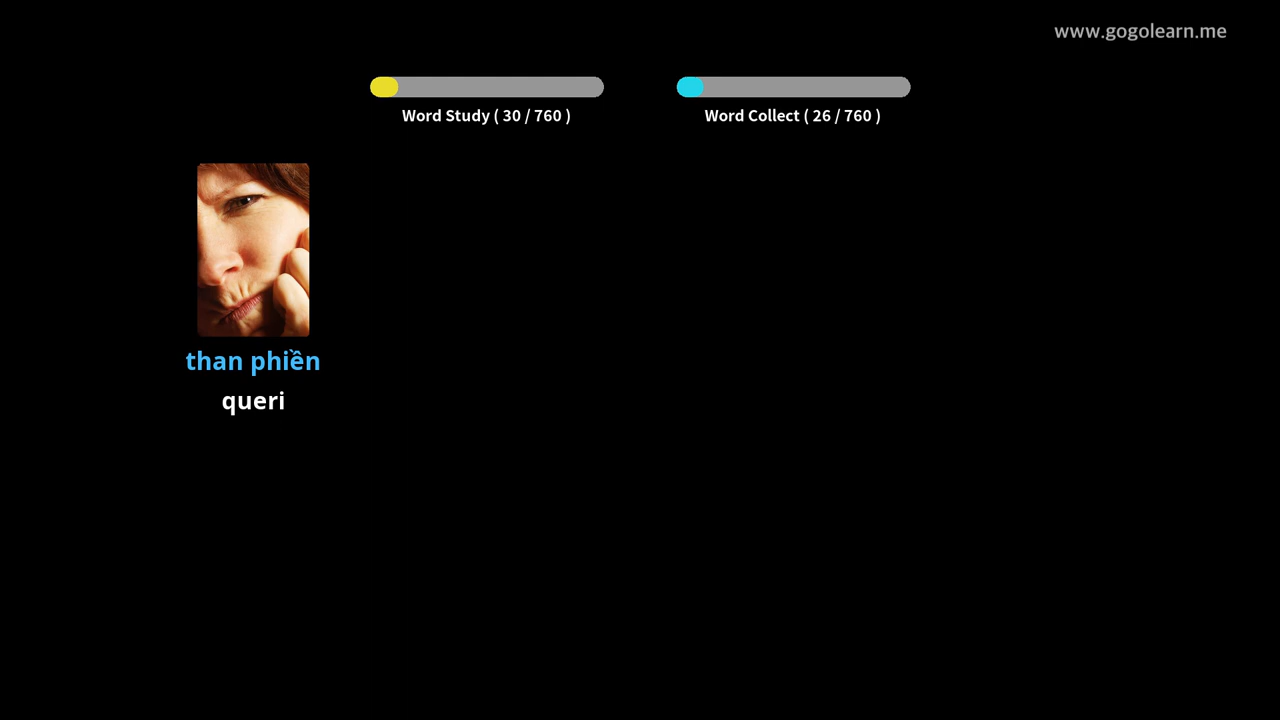 www.gogolearn.me
Word Study ( 30 / 760 )
Word Collect ( 26 / 760 )
than phiền
queri